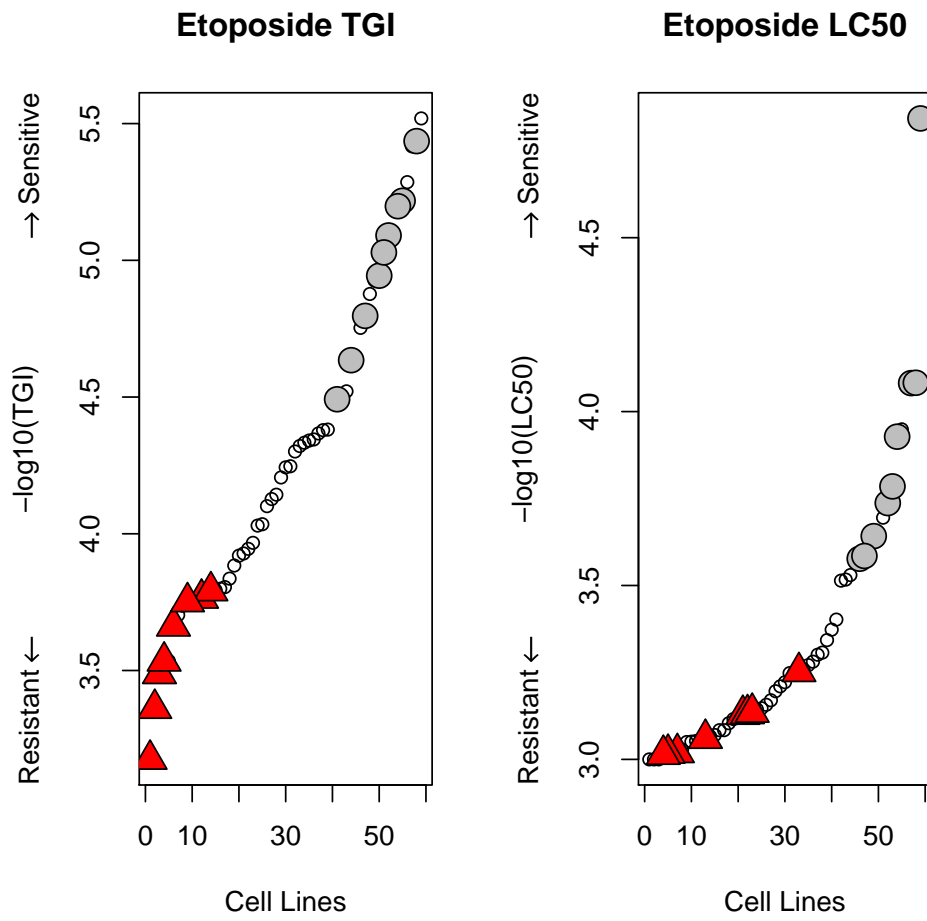 Etoposide TGI
5.5
5.0
4.5
4.0
3.5
→ Sensitive
−log10(TGI)
Resistant ←
0 10 30 50
Cell Lines
Etoposide LC50
4.5
4.0
3.5
3.0
→ Sensitive
−log10(LC50)
Resistant ←
0 10 30 50
Cell Lines